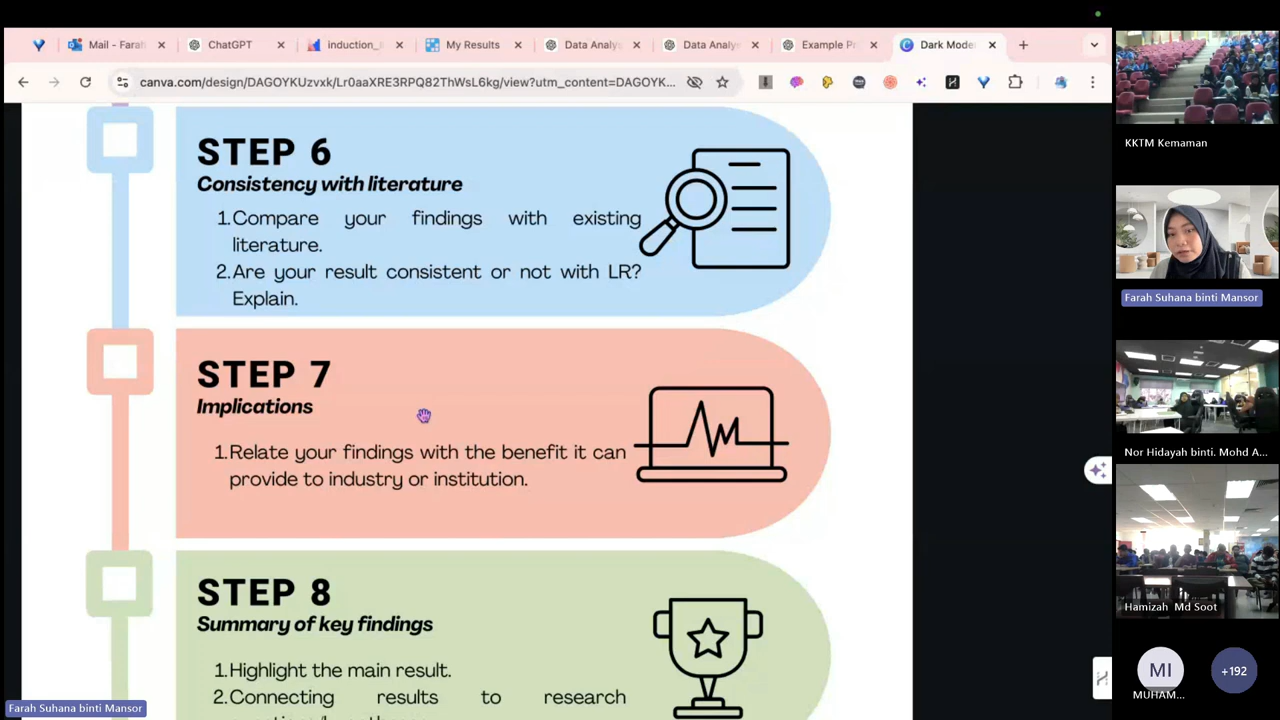 Mail - Farah
ChatGPT
induction_
My Results
Data Analy
Data Analy
Example Pr
Dark Mode
canva.com/design/DAGOYKUzvxk/Lr0aaXRE3RPQ82ThWsL6kg/view?utm_content=DAGOYK...
STEP 6
Consistency with literature
1.Compare your findings with existing
literature.
2.Are your result consistent or not with LR?
Explain.
STEP 7
Implications
1.Relate your findings with the benefit it can
provide to industry or institution.
STEP 8
Summary of key findings
1.Highlight the main result.
2.Connecting results to research
Farah Suhana binti Mansor
KKTM Kemaman
Farah Suhana binti Mansor
Nor Hidayah binti. Mohd A...
Hamizah Md Soot
MI
MUHAM...
+192